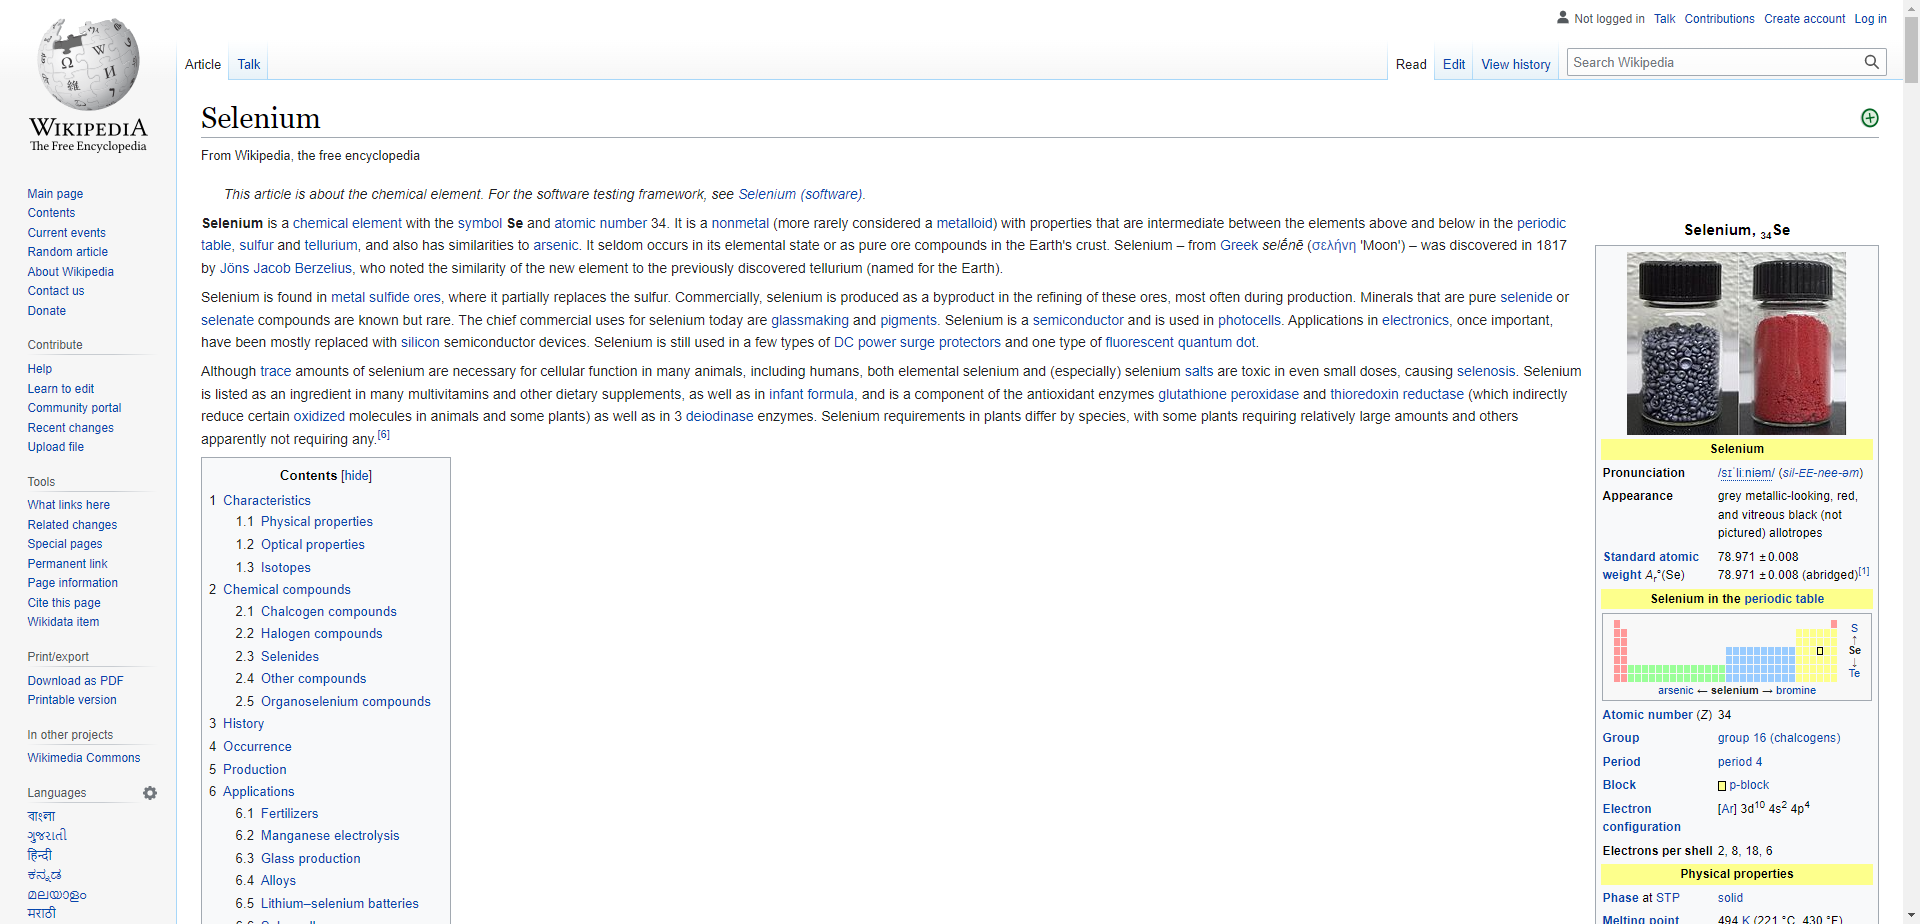 Not logged in Talk Contributions Create account Log in
Article Talk Read Edit View history Search Wikipedia
WIKIPEDIA
The Free Encyclopedia
Main page
Contents
Current events
Random article
About Wikipedia
Contact us
Donate
Contribute
Help
Learn to edit
Community portal
Recent changes
Upload file
Tools
What links here
Related changes
Special pages
Permanent link
Page information
Cite this page
Wikidata item
Print/export
Download as PDF
Printable version
In other projects
Wikimedia Commons
Languages
বাংলা
ગુજરાતી
हिन्दी
ಕನ್ನಡ
മലയാളം
मराठी
Selenium
From Wikipedia, the free encyclopedia
This article is about the chemical element. For the software testing framework, see Selenium (software).
Selenium is a chemical element with the symbol Se and atomic number 34. It is a nonmetal (more rarely considered a metalloid) with properties that are intermediate between the elements above and below in the periodic
table, sulfur and tellurium, and also has similarities to arsenic. It seldom occurs in its elemental state or as pure ore compounds in the Earth's crust. Selenium – from Greek selḗnē (σελήνη 'Moon') – was discovered in 1817
by Jöns Jacob Berzelius, who noted the similarity of the new element to the previously discovered tellurium (named for the Earth).
Selenium is found in metal sulfide ores, where it partially replaces the sulfur. Commercially, selenium is produced as a byproduct in the refining of these ores, most often during production. Minerals that are pure selenide or
selenate compounds are known but rare. The chief commercial uses for selenium today are glassmaking and pigments. Selenium is a semiconductor and is used in photocells. Applications in electronics, once important,
have been mostly replaced with silicon semiconductor devices. Selenium is still used in a few types of DC power surge protectors and one type of fluorescent quantum dot.
Although trace amounts of selenium are necessary for cellular function in many animals, including humans, both elemental selenium and (especially) selenium salts are toxic in even small doses, causing selenosis. Selenium
is listed as an ingredient in many multivitamins and other dietary supplements, as well as in infant formula, and is a component of the antioxidant enzymes glutathione peroxidase and thioredoxin reductase (which indirectly
reduce certain oxidized molecules in animals and some plants) as well as in 3 deiodinase enzymes. Selenium requirements in plants differ by species, with some plants requiring relatively large amounts and others
apparently not requiring any.[6]
Contents [hide]
1 Characteristics
1.1 Physical properties
1.2 Optical properties
1.3 Isotopes
2 Chemical compounds
2.1 Chalcogen compounds
2.2 Halogen compounds
2.3 Selenides
2.4 Other compounds
2.5 Organoselenium compounds
3 History
4 Occurrence
5 Production
6 Applications
6.1 Fertilizers
6.2 Manganese electrolysis
6.3 Glass production
6.4 Alloys
6.5 Lithium–selenium batteries
Selenium, 34Se
Selenium
Pronunciation /sɪˈliːniəm/ (sil-EE-nee-əm)
Appearance grey metallic-looking, red,
and vitreous black (not
pictured) allotropes
Standard atomic 78.971 ±0.008
weight Ar°(Se) 78.971 ±0.008 (abridged)[1]
Selenium in the periodic table
S
↑
Se
↓
Te
arsenic ← selenium → bromine
Atomic number (Z) 34
Group group 16 (chalcogens)
Period period 4
Block p-block
Electron [Ar] 3d10 4s2 4p4
configuration
Electrons per shell 2, 8, 18, 6
Physical properties
Phase at STP solid
Melting point 494 K (221 °C, 430 °F)